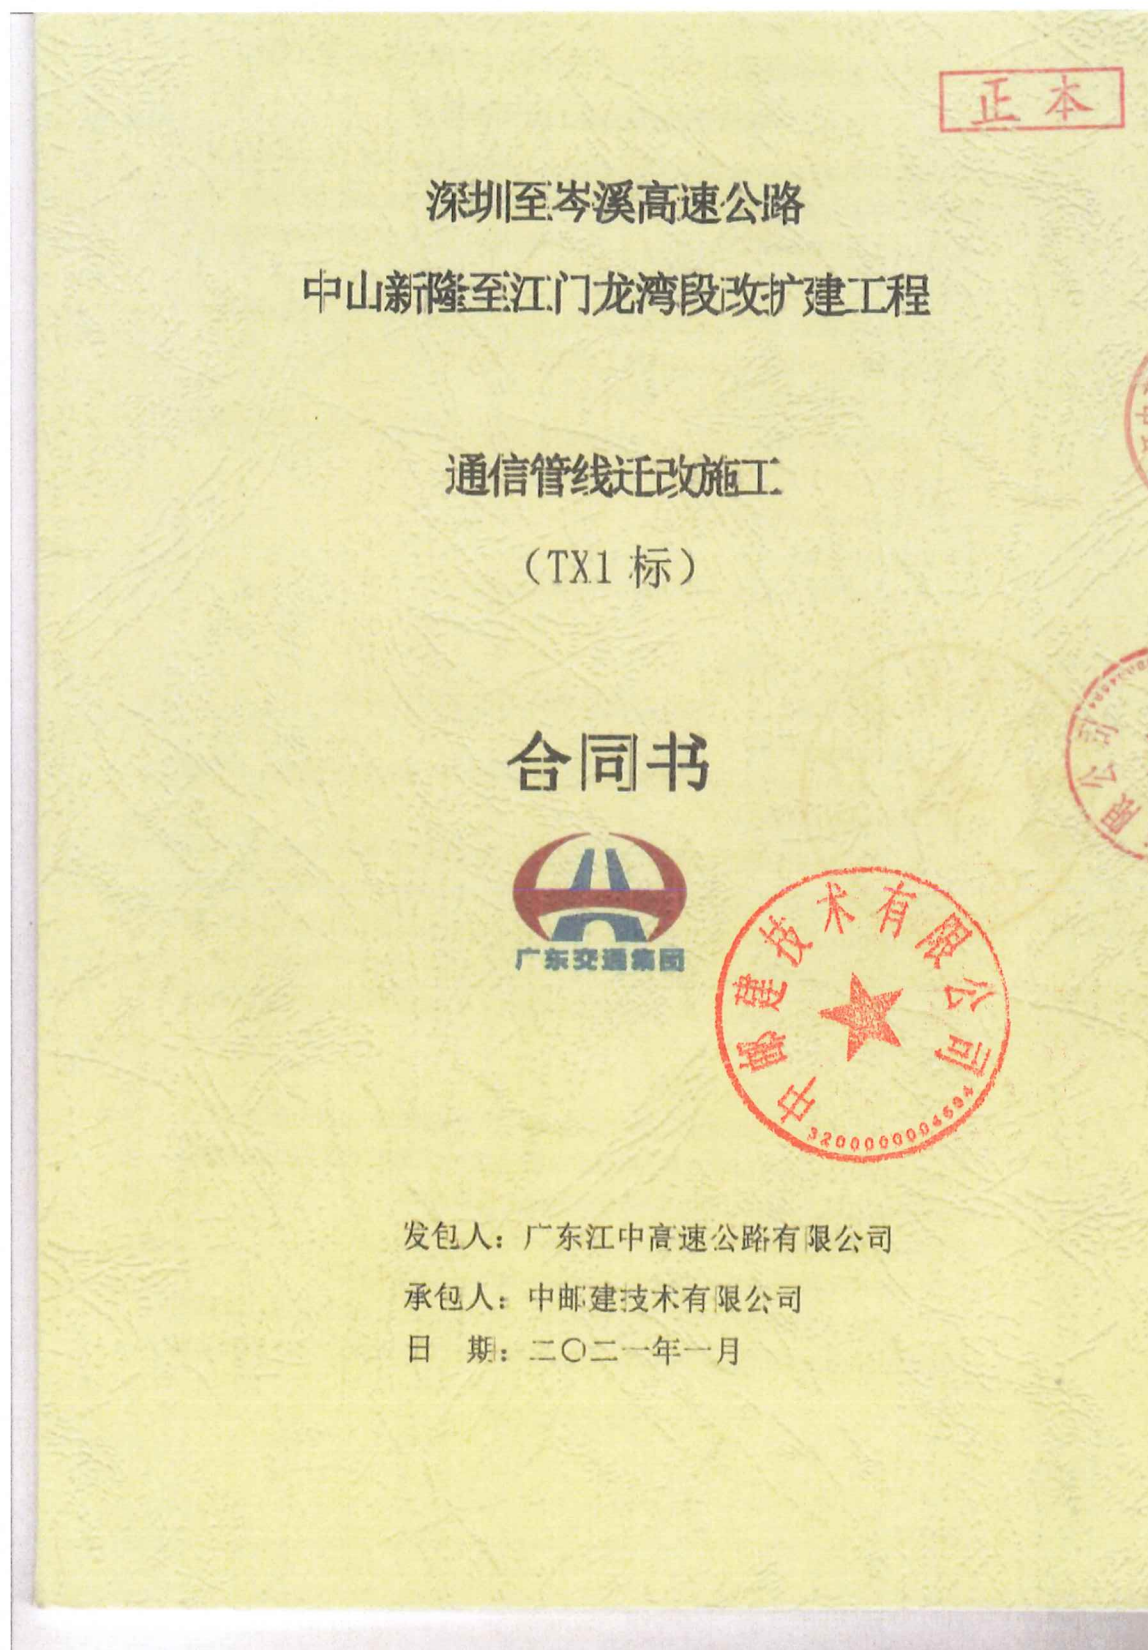 正本
深圳至岑溪高速公路
中山新隆至江门龙湾段改扩建工程
通信管线迁改施工
（TX1 标）
合同书
限公司
广东交通集团
中邮建技术有限公司
发包人：广东江中高速公路有限公司
承包人：中邮建技术有限公司
日 期：二〇二一年一月